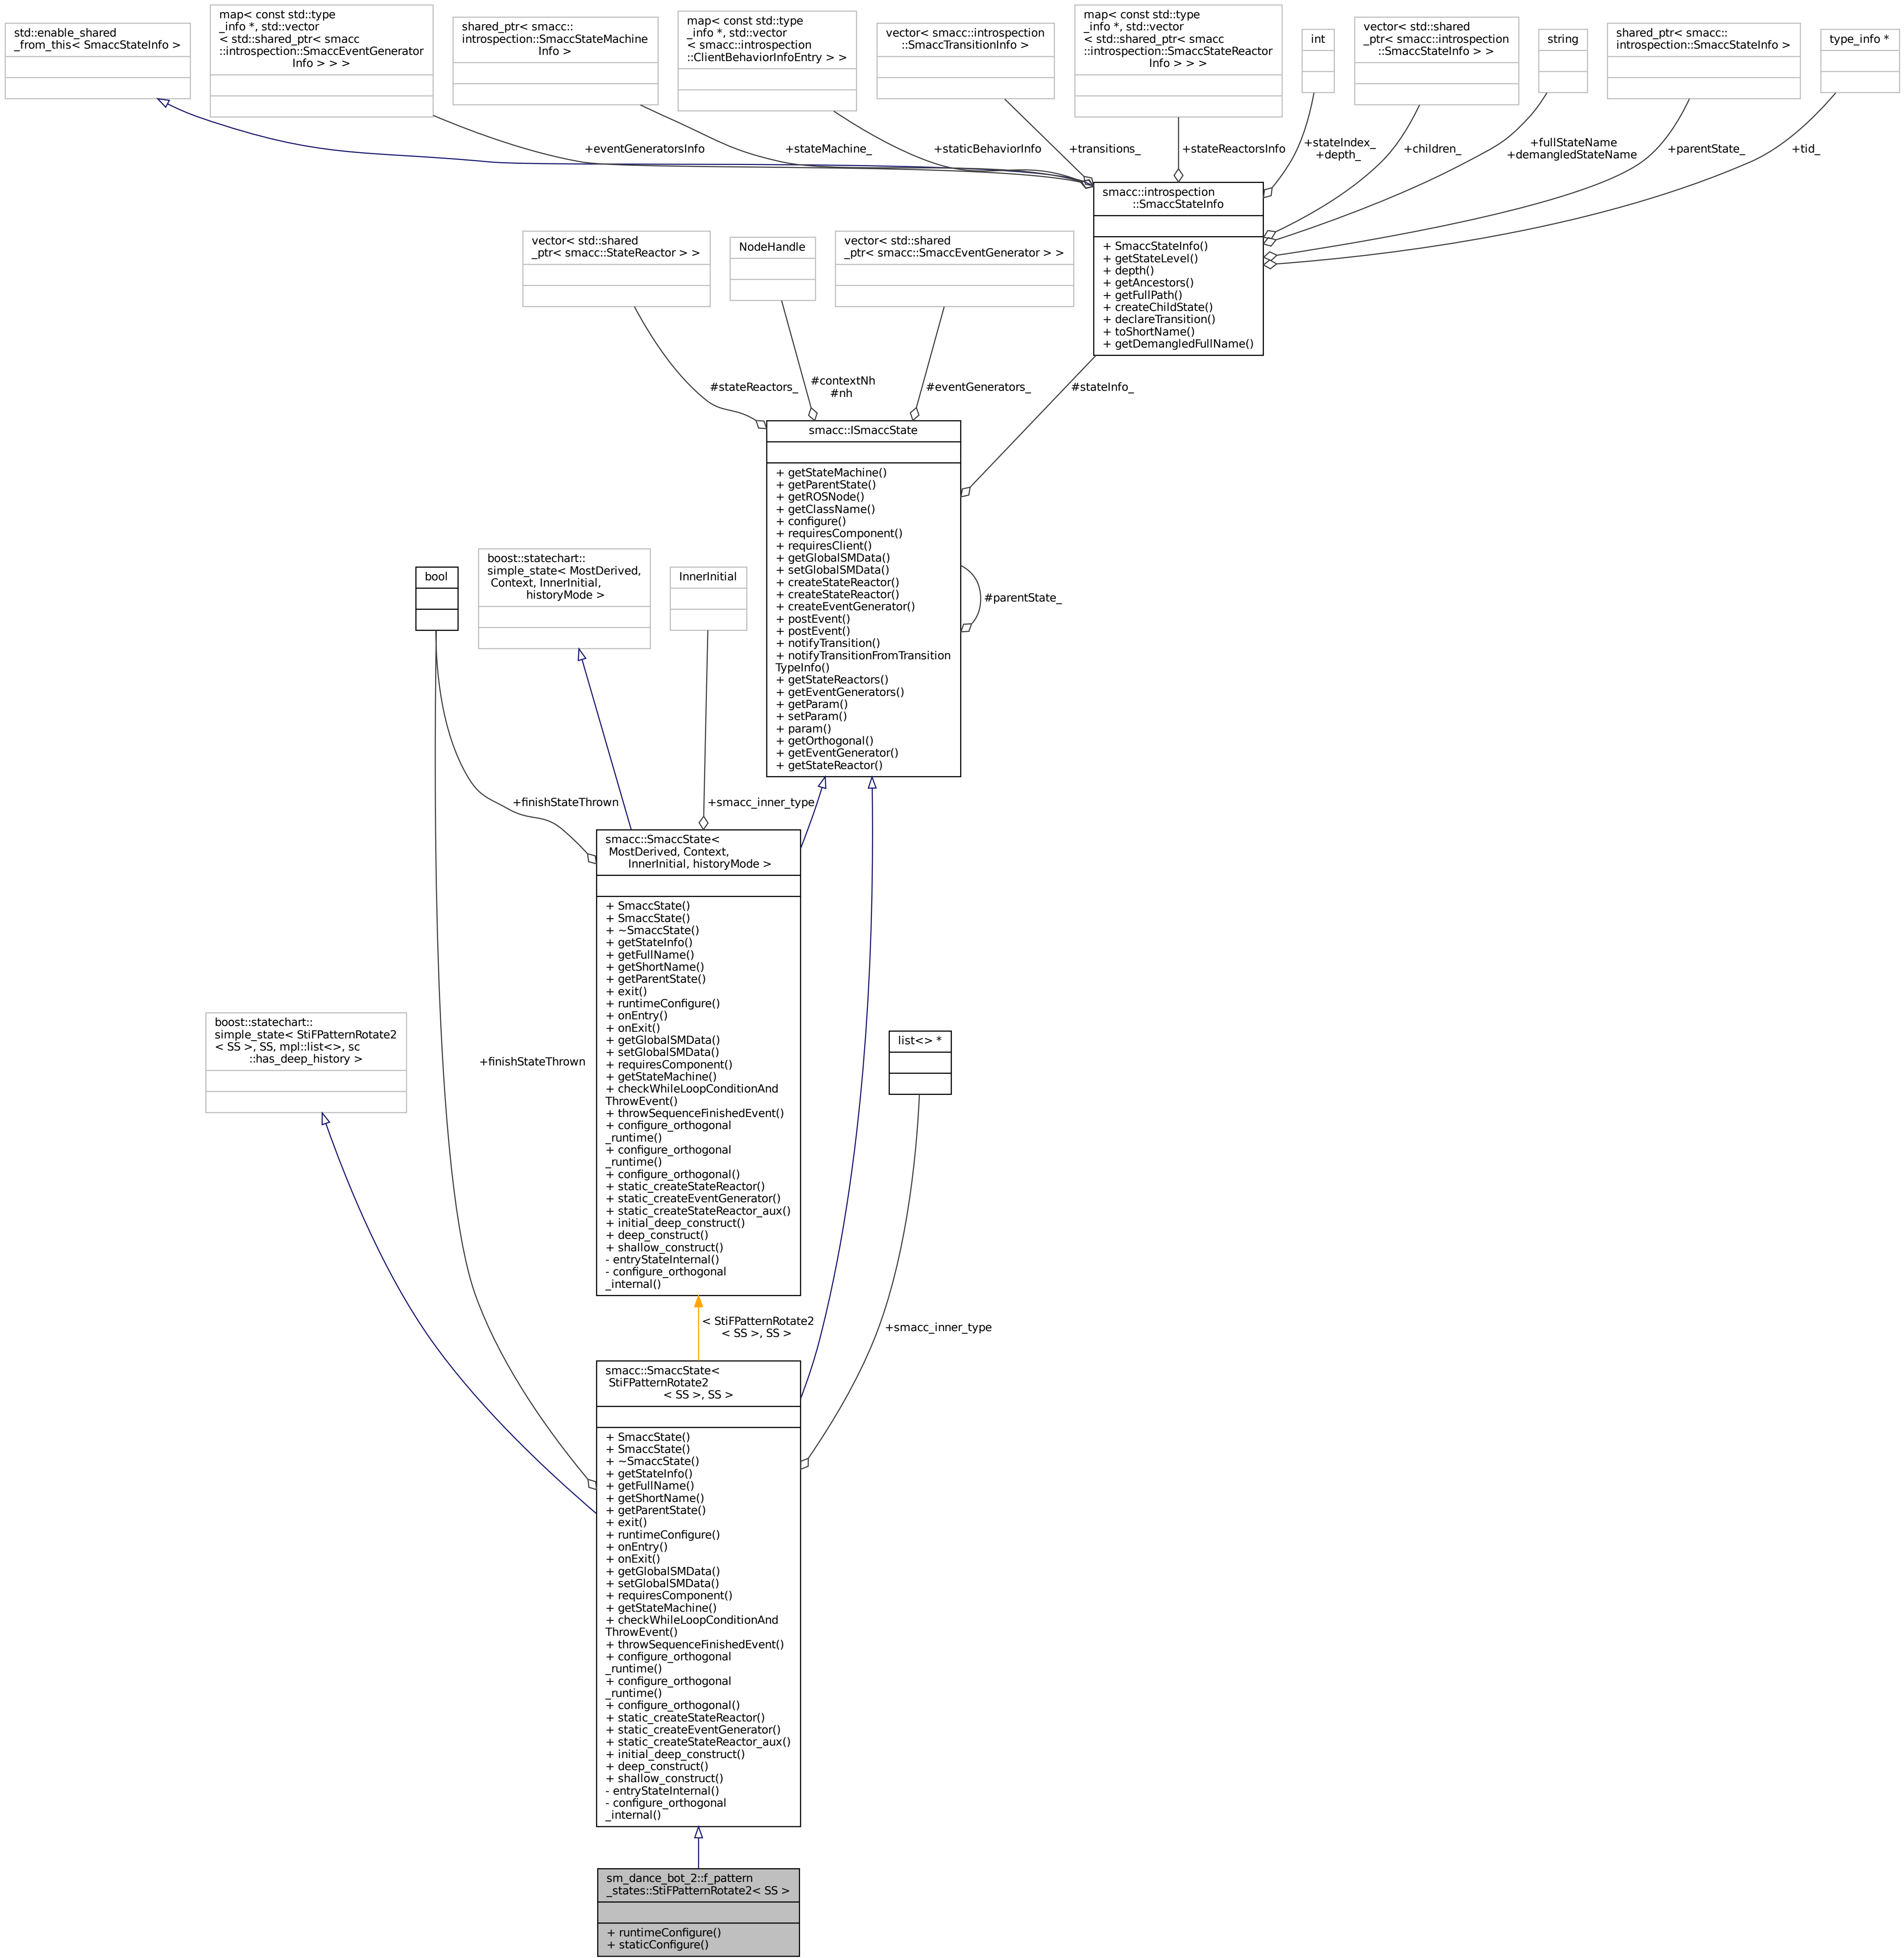 std::enable_shared
_from_this< SmaccStateInfo >
map< const std::type
_info *, std::vector
< std::shared_ptr< smacc
::introspection::SmaccEventGenerator
Info > > >
shared_ptr< smacc::
introspection::SmaccStateMachine
Info >
map< const std::type
_info *, std::vector
< smacc::introspection
::ClientBehaviorInfoEntry > >
vector< smacc::introspection
::SmaccTransitionInfo >
map< const std::type
_info *, std::vector
< std::shared_ptr< smacc
::introspection::SmaccStateReactor
Info > > >
int
vector< std::shared
_ptr< smacc::introspection
::SmaccStateInfo > >
string
shared_ptr< smacc::
introspection::SmaccStateInfo >
type_info *
+eventGeneratorsInfo
+stateMachine_
+staticBehaviorInfo
+transitions_
+stateReactorsInfo
+stateIndex_
+depth_
+children_
+fullStateName
+demangledStateName
+parentState_
+tid_
smacc::introspection
::SmaccStateInfo
+ SmaccStateInfo()
+ getStateLevel()
+ depth()
+ getAncestors()
+ getFullPath()
+ createChildState()
+ declareTransition()
+ toShortName()
+ getDemangledFullName()
vector< std::shared
_ptr< smacc::StateReactor > >
NodeHandle
vector< std::shared
_ptr< smacc::SmaccEventGenerator > >
#stateReactors_
#contextNh
#nh
#eventGenerators_
#stateInfo_
smacc::ISmaccState
+ getStateMachine()
+ getParentState()
+ getROSNode()
+ getClassName()
+ configure()
+ requiresComponent()
+ requiresClient()
+ getGlobalSMData()
+ setGlobalSMData()
+ createStateReactor()
+ createStateReactor()
+ createEventGenerator()
+ postEvent()
+ postEvent()
+ notifyTransition()
+ notifyTransitionFromTransition
TypeInfo()
+ getStateReactors()
+ getEventGenerators()
+ getParam()
+ setParam()
+ param()
+ getOrthogonal()
+ getEventGenerator()
+ getStateReactor()
#parentState_
bool
boost::statechart::
simple_state< MostDerived,
Context, InnerInitial,
historyMode >
InnerInitial
+finishStateThrown
+smacc_inner_type
smacc::SmaccState<
MostDerived, Context,
InnerInitial, historyMode >
+ SmaccState()
+ SmaccState()
+ ~SmaccState()
+ getStateInfo()
+ getFullName()
+ getShortName()
+ getParentState()
+ exit()
+ runtimeConfigure()
+ onEntry()
+ onExit()
+ getGlobalSMData()
+ setGlobalSMData()
+ requiresComponent()
+ getStateMachine()
+ checkWhileLoopConditionAnd
ThrowEvent()
+ throwSequenceFinishedEvent()
+ configure_orthogonal
_runtime()
+ configure_orthogonal
_runtime()
+ configure_orthogonal()
+ static_createStateReactor()
+ static_createEventGenerator()
+ static_createStateReactor_aux()
+ initial_deep_construct()
+ deep_construct()
+ shallow_construct()
- entryStateInternal()
- configure_orthogonal
_internal()
boost::statechart::
simple_state< StiFPatternRotate2
< SS >, SS, mpl::list<>, sc
::has_deep_history >
+finishStateThrown
list<> *
< StiFPatternRotate2
< SS >, SS >
+smacc_inner_type
smacc::SmaccState<
StiFPatternRotate2
< SS >, SS >
+ SmaccState()
+ SmaccState()
+ ~SmaccState()
+ getStateInfo()
+ getFullName()
+ getShortName()
+ getParentState()
+ exit()
+ runtimeConfigure()
+ onEntry()
+ onExit()
+ getGlobalSMData()
+ setGlobalSMData()
+ requiresComponent()
+ getStateMachine()
+ checkWhileLoopConditionAnd
ThrowEvent()
+ throwSequenceFinishedEvent()
+ configure_orthogonal
_runtime()
+ configure_orthogonal
_runtime()
+ configure_orthogonal()
+ static_createStateReactor()
+ static_createEventGenerator()
+ static_createStateReactor_aux()
+ initial_deep_construct()
+ deep_construct()
+ shallow_construct()
- entryStateInternal()
- configure_orthogonal
_internal()
sm_dance_bot_2::f_pattern
_states::StiFPatternRotate2< SS >
+ runtimeConfigure()
+ staticConfigure()